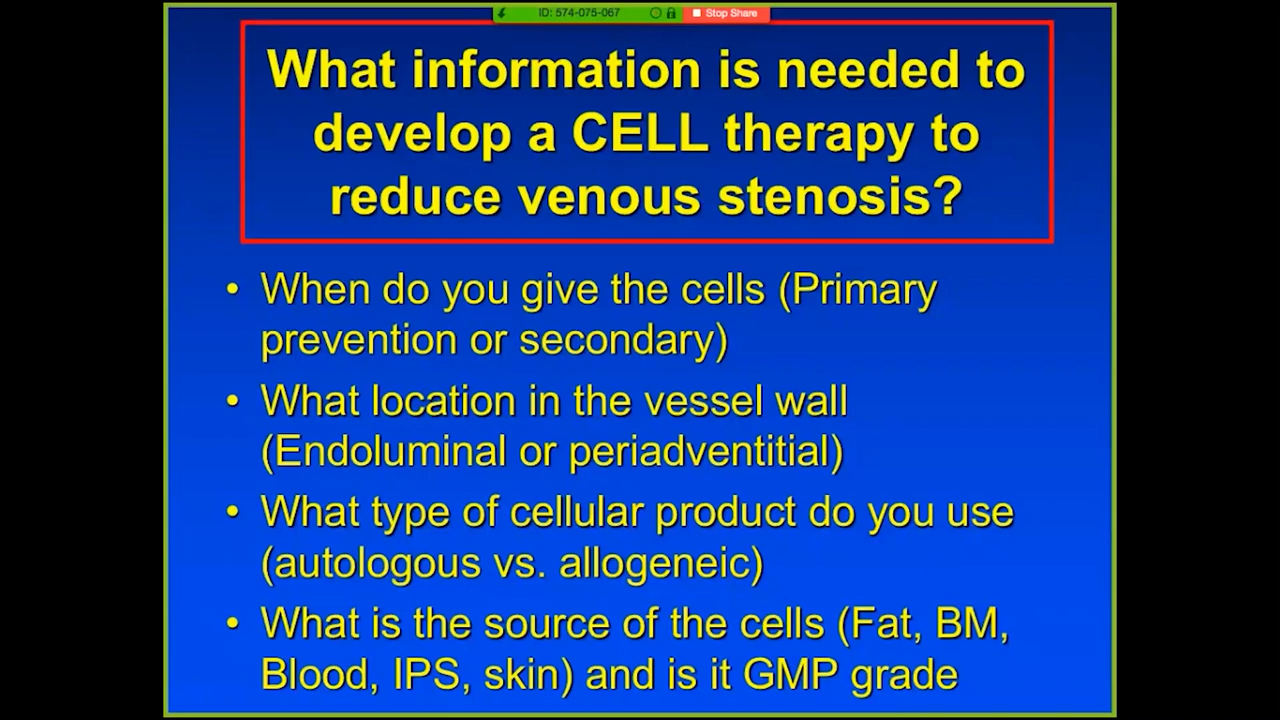 ID: 574-075-067 Stop Share
What information is needed to
develop a CELL therapy to
reduce venous stenosis?
• When do you give the cells (Primary
prevention or secondary)
• What location in the vessel wall
(Endoluminal or periadventitial)
• What type of cellular product do you use
(autologous vs. allogeneic)
• What is the source of the cells (Fat, BM,
Blood, IPS, skin) and is it GMP grade